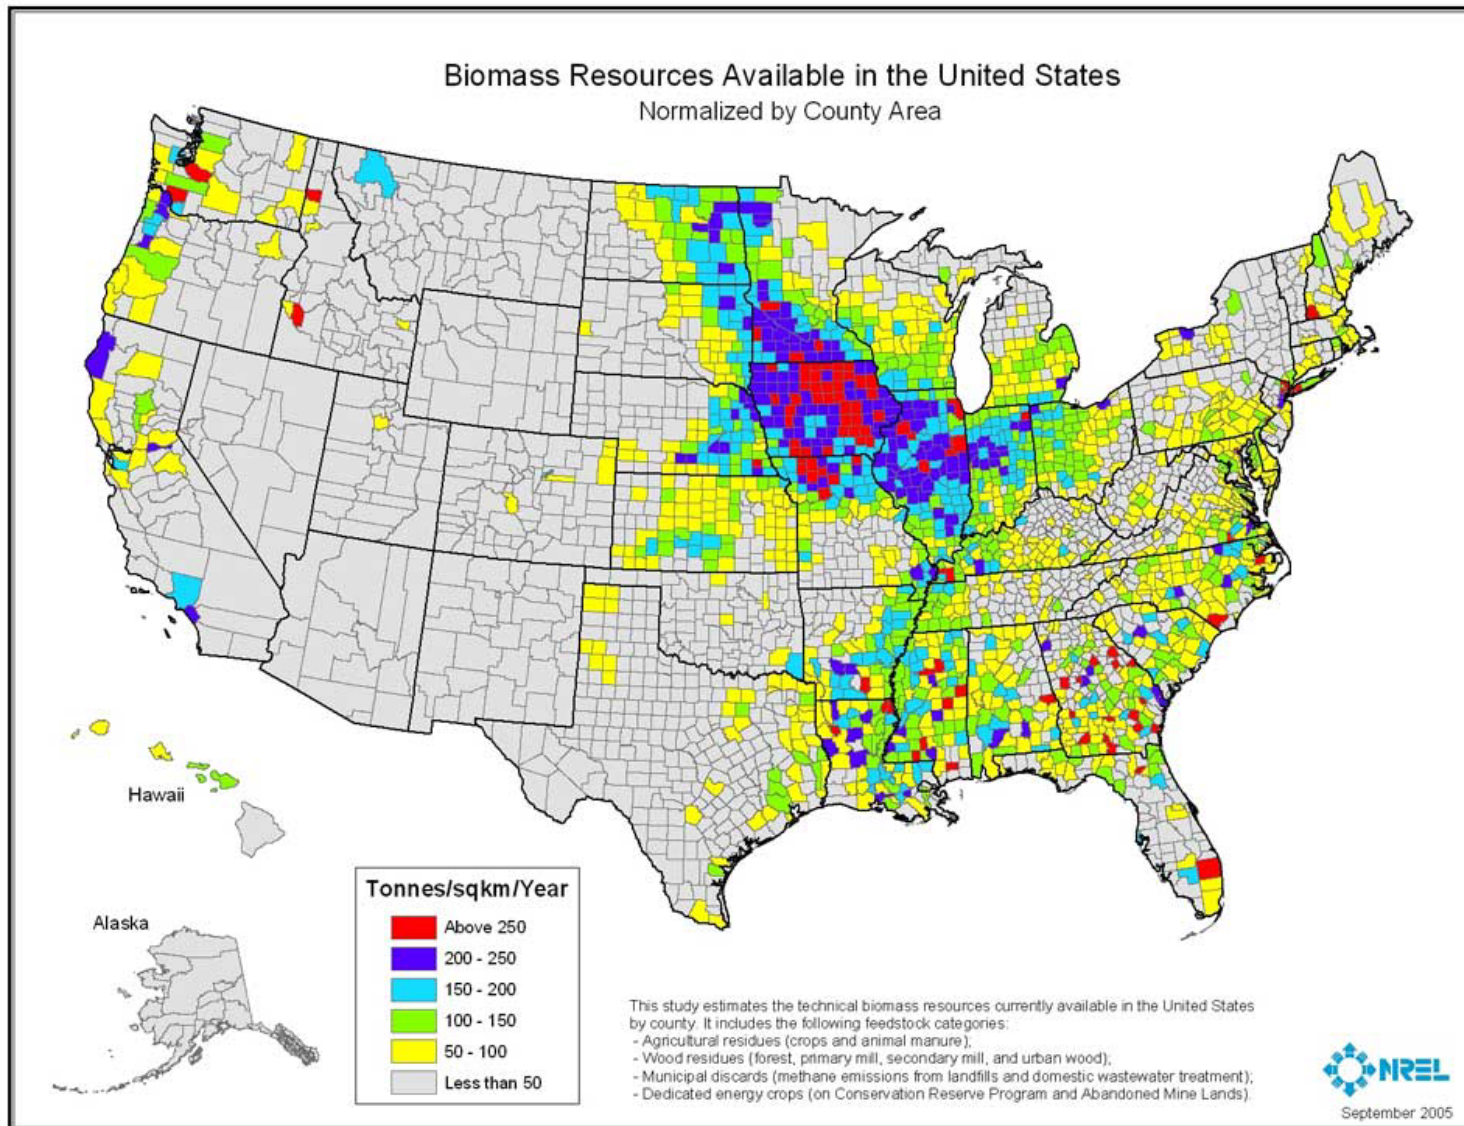 Biomass Resources Available in the United States
Normalized by County Area
Hawaii
Alaska
Tonnes/sqkm/Year
Above 250
200 - 250
150 - 200
100 - 150
50 - 100
Less than 50
This study estimates the technical biomass resources currently available in the United States
by county. It includes the following feedstock categories:
- Agricultural residues (crops and animal manure);
- Wood residues (forest, primary mill, secondary mill, and urban wood);
- Municipal discards (methane emissions from landfills and domestic wastewater treatment);
- Dedicated energy crops (on Conservation Reserve Program and Abandoned Mine Lands).
NREL
September 2005